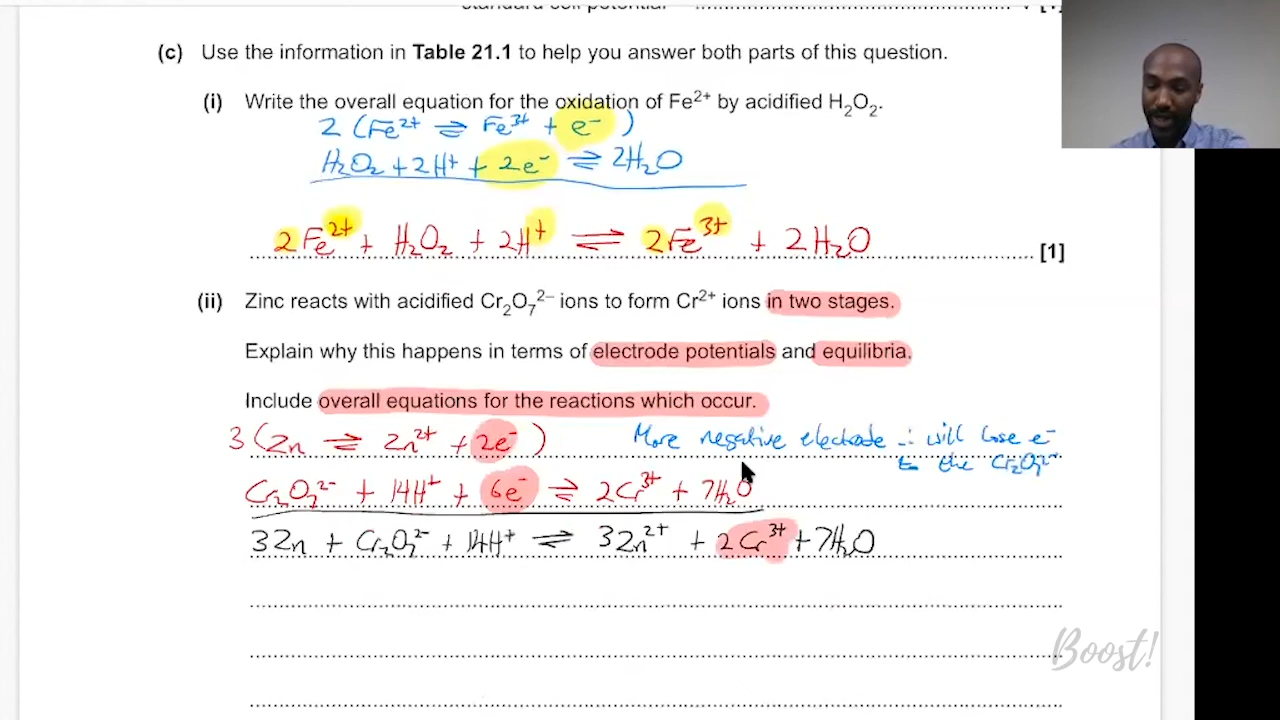 standard cell potential
(c) Use the information in Table 21.1 to help you answer both parts of this question.
(i) Write the overall equation for the oxidation of Fe²⁺ by acidified H₂O₂.
2 (Fe²⁺ ⇌ Fe³⁺ + e⁻ )
H₂O₂ + 2H⁺ + 2e⁻ ⇌ 2H₂O
2Fe²⁺ + H₂O₂ + 2H⁺ ⇌ 2Fe³⁺ + 2H₂O
[1]
(ii) Zinc reacts with acidified Cr₂O₇²⁻ ions to form Cr²⁺ ions in two stages.
Explain why this happens in terms of electrode potentials and equilibria.
Include overall equations for the reactions which occur.
3 (Zn ⇌ Zn²⁺ + 2e⁻ ) More negative electrode ∴ will lose e⁻
to the Cr₂O₇²⁻
Cr₂O₇²⁻ + 14H⁺ + 6e⁻ ⇌ 2Cr³⁺ + 7H₂O
3Zn + Cr₂O₇²⁻ + 14H⁺ ⇌ 3Zn²⁺ + 2Cr³⁺ + 7H₂O
Boost!